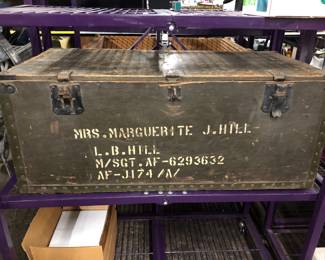 MRS. MARGUERITE J. HILL
L.B. HILL
M/SGT. AF-6293632
AF-J174/A/